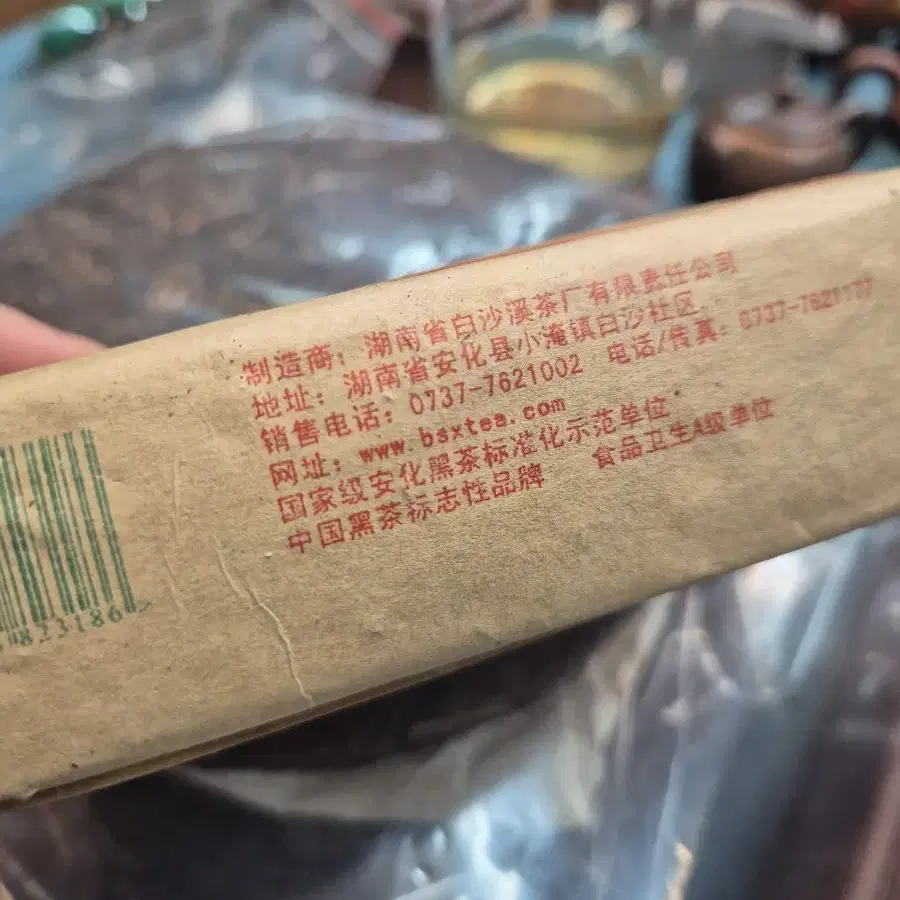 制造商：湖南省白沙溪茶厂有限责任公司
地址：湖南省安化县小淹镇白沙社区
销售电话：0737-7621002 电话/传真：0737-7621177
网址：www.bsxtea.com
国家级安化黑茶标准化示范单位
中国黑茶标志性品牌 食品卫生A级单位
823186